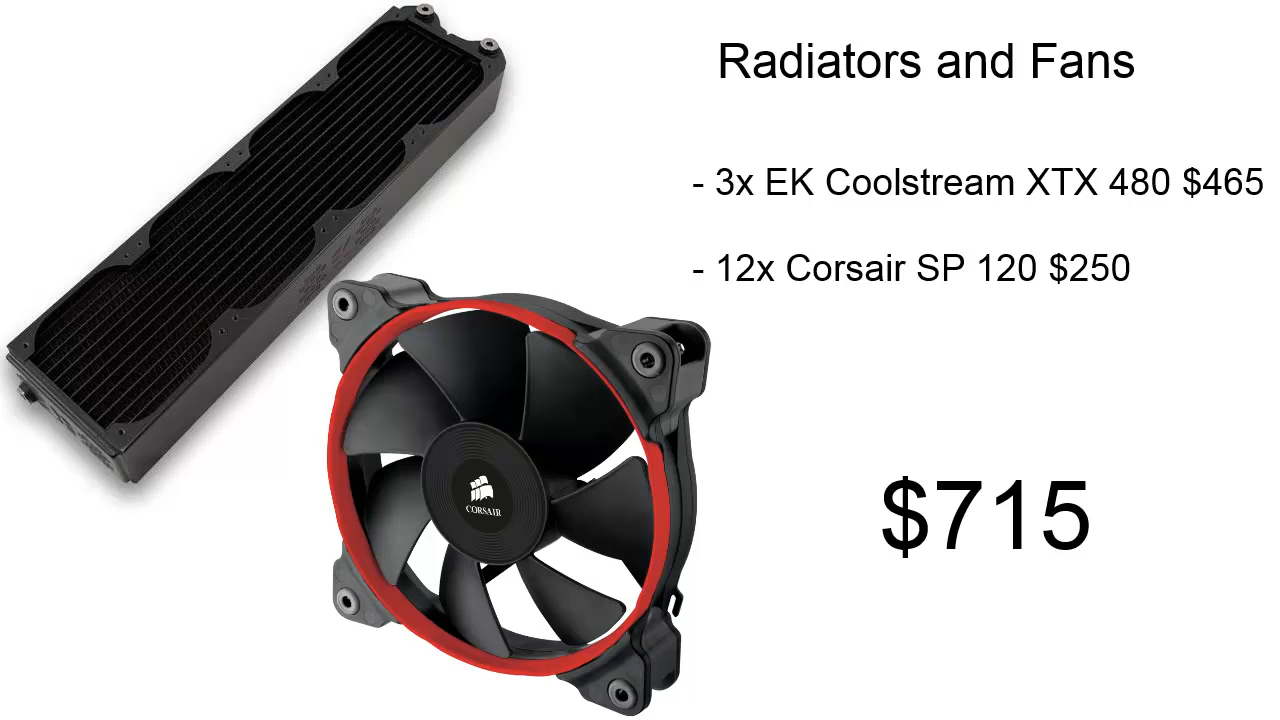 Radiators and Fans
- 3x EK Coolstream XTX 480 $465
- 12x Corsair SP 120 $250
CORSAIR
$715